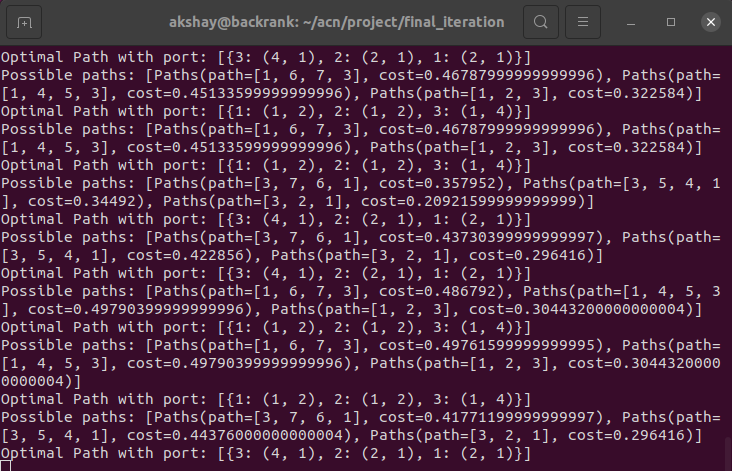 akshay@backrank: ~/acn/project/final_iteration
Optimal Path with port: [{3: (4, 1), 2: (2, 1), 1: (2, 1)}]
Possible paths: [Paths(path=[1, 6, 7, 3], cost=0.46787999999999996), Paths(path=
[1, 4, 5, 3], cost=0.45133599999999996), Paths(path=[1, 2, 3], cost=0.322584)]
Optimal Path with port: [{1: (1, 2), 2: (1, 2), 3: (1, 4)}]
Possible paths: [Paths(path=[1, 6, 7, 3], cost=0.46787999999999996), Paths(path=
[1, 4, 5, 3], cost=0.45133599999999996), Paths(path=[1, 2, 3], cost=0.322584)]
Optimal Path with port: [{1: (1, 2), 2: (1, 2), 3: (1, 4)}]
Possible paths: [Paths(path=[3, 7, 6, 1], cost=0.357952), Paths(path=[3, 5, 4, 1
], cost=0.34492), Paths(path=[3, 2, 1], cost=0.20921599999999999)]
Optimal Path with port: [{3: (4, 1), 2: (2, 1), 1: (2, 1)}]
Possible paths: [Paths(path=[3, 7, 6, 1], cost=0.43730399999999997), Paths(path=
[3, 5, 4, 1], cost=0.422856), Paths(path=[3, 2, 1], cost=0.296416)]
Optimal Path with port: [{3: (4, 1), 2: (2, 1), 1: (2, 1)}]
Possible paths: [Paths(path=[1, 6, 7, 3], cost=0.486792), Paths(path=[1, 4, 5, 3
], cost=0.49790399999999996), Paths(path=[1, 2, 3], cost=0.30443200000000004)]
Optimal Path with port: [{1: (1, 2), 2: (1, 2), 3: (1, 4)}]
Possible paths: [Paths(path=[1, 6, 7, 3], cost=0.49761599999999995), Paths(path=
[1, 4, 5, 3], cost=0.49790399999999996), Paths(path=[1, 2, 3], cost=0.3044320000
0000004)]
Optimal Path with port: [{1: (1, 2), 2: (1, 2), 3: (1, 4)}]
Possible paths: [Paths(path=[3, 7, 6, 1], cost=0.41771199999999997), Paths(path=
[3, 5, 4, 1], cost=0.44376000000000004), Paths(path=[3, 2, 1], cost=0.296416)]
Optimal Path with port: [{3: (4, 1), 2: (2, 1), 1: (2, 1)}]